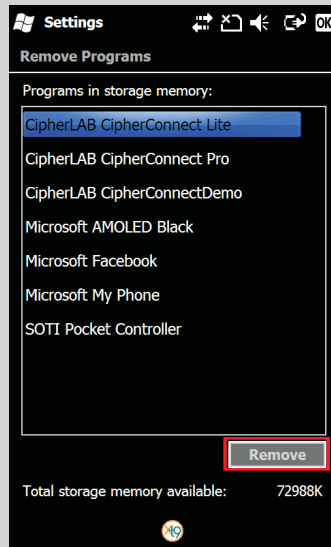 Settings
OK
Remove Programs
Programs in storage memory:
CipherLAB CipherConnect Lite
CipherLAB CipherConnect Pro
CipherLAB CipherConnectDemo
Microsoft AMOLED Black
Microsoft Facebook
Microsoft My Phone
SOTI Pocket Controller
Remove
Total storage memory available: 72988K